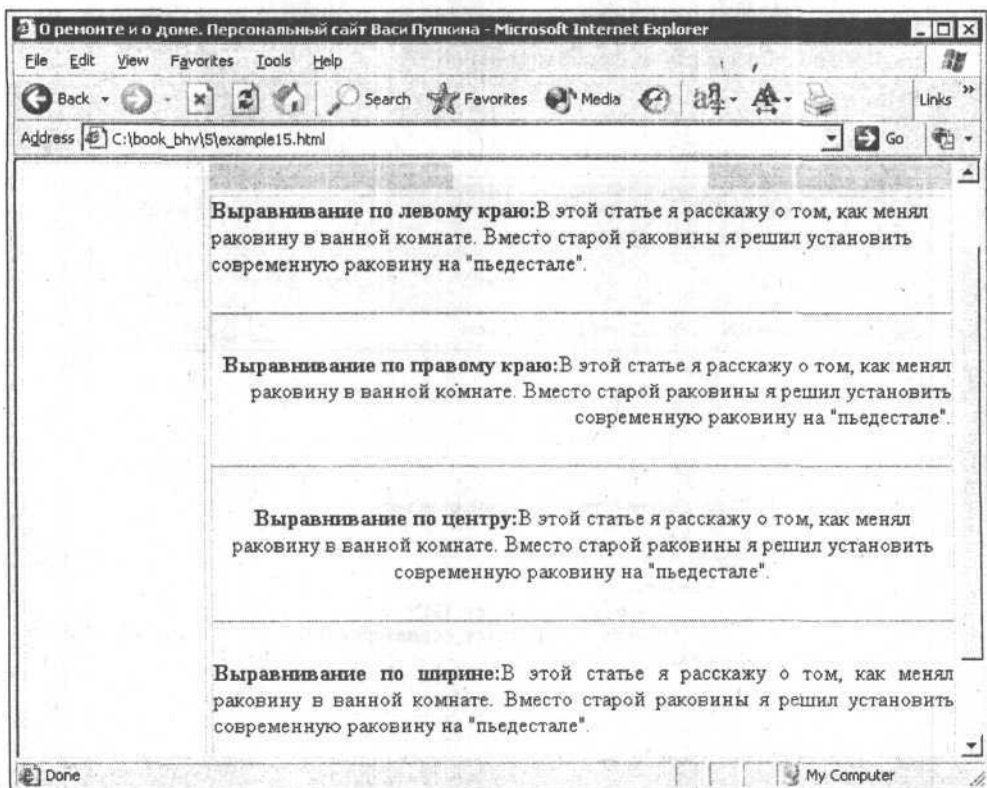 О ремонте и о доме. Персональный сайт Васи Пупкина - Microsoft Internet Explorer
File Edit View Favorites Tools Help
Back Search Favorites Media Links »
Address C:\book_bhv\5\example15.html Go
Выравнивание по левому краю:В этой статье я расскажу о том, как менял
раковину в ванной комнате. Вместо старой раковины я решил установить
современную раковину на "пьедестале".
Выравнивание по правому краю:В этой статье я расскажу о том, как менял
раковину в ванной комнате. Вместо старой раковины я решил установить
современную раковину на "пьедестале".
Выравнивание по центру:В этой статье я расскажу о том, как менял
раковину в ванной комнате. Вместо старой раковины я решил установить
современную раковину на "пьедестале".
Выравнивание по ширине:В этой статье я расскажу о том, как менял
раковину в ванной комнате. Вместо старой раковины я решил установить
современную раковину на "пьедестале".
Done My Computer